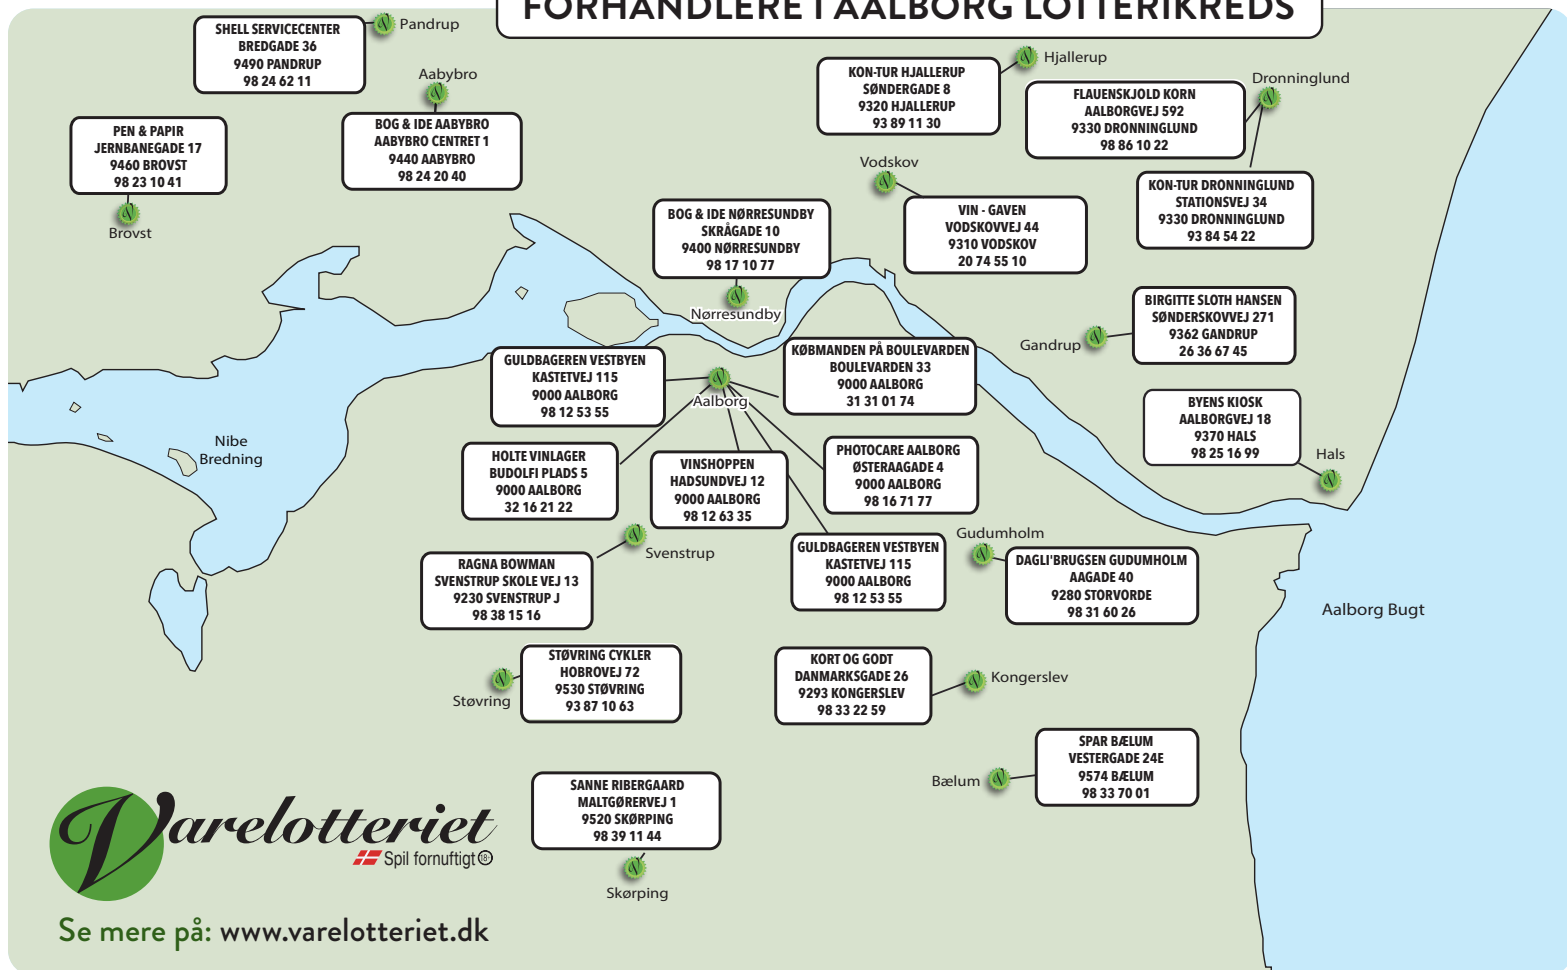 FORHANDLERE I AALBORG LOTTERIKREDS
SHELL SERVICECENTER
BREDGADE 36
9490 PANDRUP
98 24 62 11
Pandrup
Aabybro
BOG & IDE AABYBRO
AABYBRO CENTRET 1
9440 AABYBRO
98 24 20 40
PEN & PAPIR
JERNBANEGADE 17
9460 BROVST
98 23 10 41
Brovst
KON-TUR HJALLERUP
SØNDERGADE 8
9320 HJALLERUP
93 89 11 30
Hjallerup
Dronninglund
FLAUENSKJOLD KORN
AALBORGVEJ 592
9330 DRONNINGLUND
98 86 10 22
KON-TUR DRONNINGLUND
STATIONSVEJ 34
9330 DRONNINGLUND
93 84 54 22
Vodskov
VIN - GAVEN
VODSKOVVEJ 44
9310 VODSKOV
20 74 55 10
BOG & IDE NØRRESUNDBY
SKRÅGADE 10
9400 NØRRESUNDBY
98 17 10 77
Nørresundby
BIRGITTE SLOTH HANSEN
SØNDERSKOVVEJ 271
9362 GANDRUP
26 36 67 45
Gandrup
GULDBAGEREN VESTBYEN
KASTETVEJ 115
9000 AALBORG
98 12 53 55
Aalborg
KØBMANDEN PÅ BOULEVARDEN
BOULEVARDEN 33
9000 AALBORG
31 31 01 74
BYENS KIOSK
AALBORGVEJ 18
9370 HALS
98 25 16 99
Hals
Nibe
Bredning
HOLTE VINLAGER
BUDOLFI PLADS 5
9000 AALBORG
32 16 21 22
VINSHOPPEN
HADSUNDVEJ 12
9000 AALBORG
98 12 63 35
PHOTOCARE AALBORG
ØSTERAAGADE 4
9000 AALBORG
98 16 71 77
GULDBAGEREN VESTBYEN
KASTETVEJ 115
9000 AALBORG
98 12 53 55
Svenstrup
RAGNA BOWMAN
SVENSTRUP SKOLE VEJ 13
9230 SVENSTRUP J
98 38 15 16
Gudumholm
DAGLI'BRUGSEN GUDUMHOLM
AAGADE 40
9280 STORVORDE
98 31 60 26
Aalborg Bugt
STØVRING CYKLER
HOBROVEJ 72
9530 STØVRING
93 87 10 63
Støvring
KORT OG GODT
DANMARKSGADE 26
9293 KONGERSLEV
98 33 22 59
Kongerslev
SPAR BÆLUM
VESTERGADE 24E
9574 BÆLUM
98 33 70 01
Bælum
SANNE RIBERGAARD
MALTGØRERVEJ 1
9520 SKØRPING
98 39 11 44
Skørping
Varelotteriet
Spil fornuftigt 18+
Se mere på: www.varelotteriet.dk